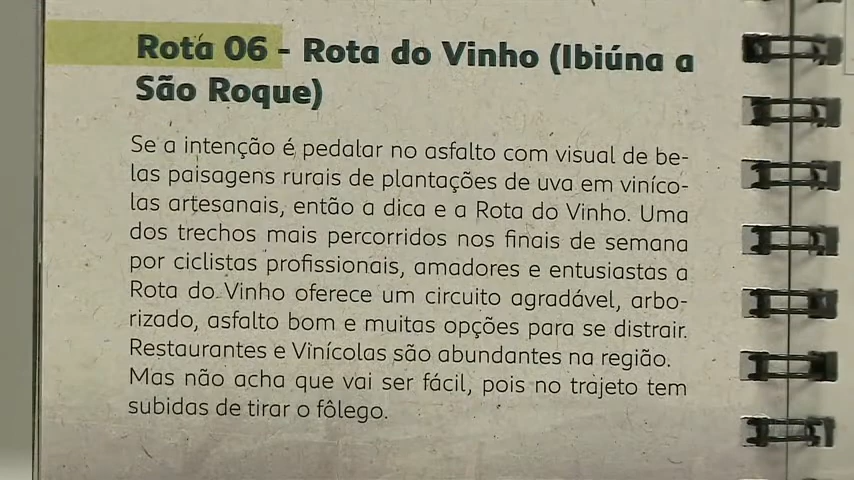 Rota 06 - Rota do Vinho (Ibiúna a
São Roque)
Se a intenção é pedalar no asfalto com visual de be-
las paisagens rurais de plantações de uva em viníco-
las artesanais, então a dica e a Rota do Vinho. Uma
dos trechos mais percorridos nos finais de semana
por ciclistas profissionais, amadores e entusiastas a
Rota do Vinho oferece um circuito agradável, arbo-
rizado, asfalto bom e muitas opções para se distrair.
Restaurantes e Vinícolas são abundantes na região.
Mas não acha que vai ser fácil, pois no trajeto tem
subidas de tirar o fôlego.